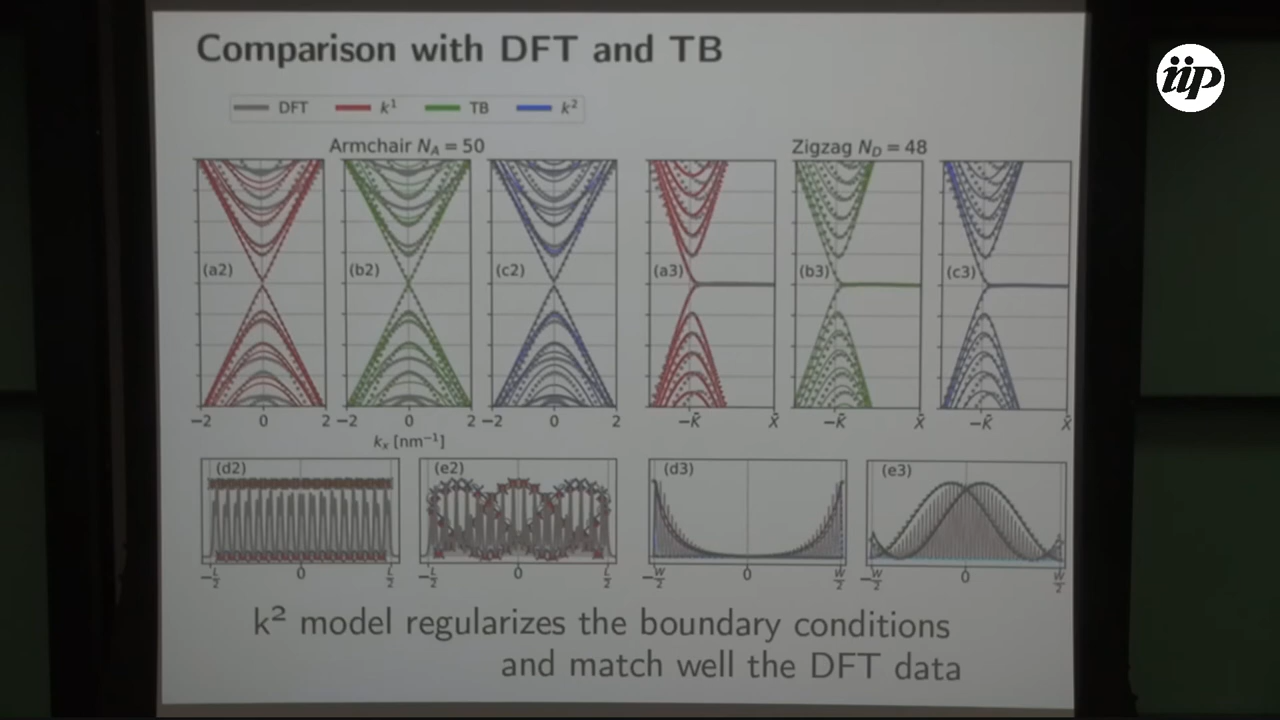 Comparison with DFT and TB
iip
DFT k¹ TB k²
Armchair N_A = 50
Zigzag N_D = 48
(a2) (b2) (c2) (a3) (b3) (c3)
−2 0 2 −2 0 2 −2 0 2 −K̄ X̄ −K̄ X̄ −K̄ X̄
kₓ [nm⁻¹]
(d2) (e2) (d3) (e3)
−L/2 0 L/2 −L/2 0 L/2 −W/2 0 W/2 −W/2 0 W/2
k² model regularizes the boundary conditions
and match well the DFT data